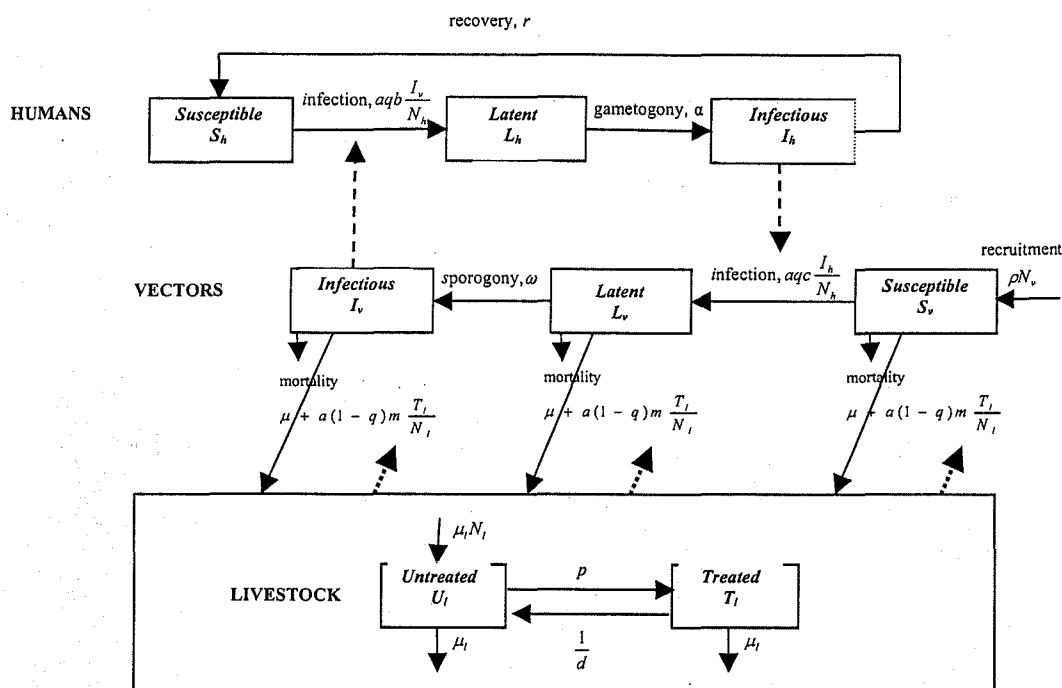 recovery, r
HUMANS
Susceptible
S_h
infection, aqb I_v/N_h
Latent
L_h
gametogony, α
Infectious
I_h
VECTORS
Infectious
I_v
sporogony, ω
Latent
L_v
infection, aqc I_h/N_h
Susceptible
S_v
recruitment
ρN_v
mortality
μ + a(1 - q)m T_l/N_l
mortality
μ + a(1 - q)m T_l/N_l
mortality
μ + a(1 - q)m T_l/N_l
μ_l N_l
LIVESTOCK
Untreated
U_l
p
1/d
Treated
T_l
μ_l
μ_l